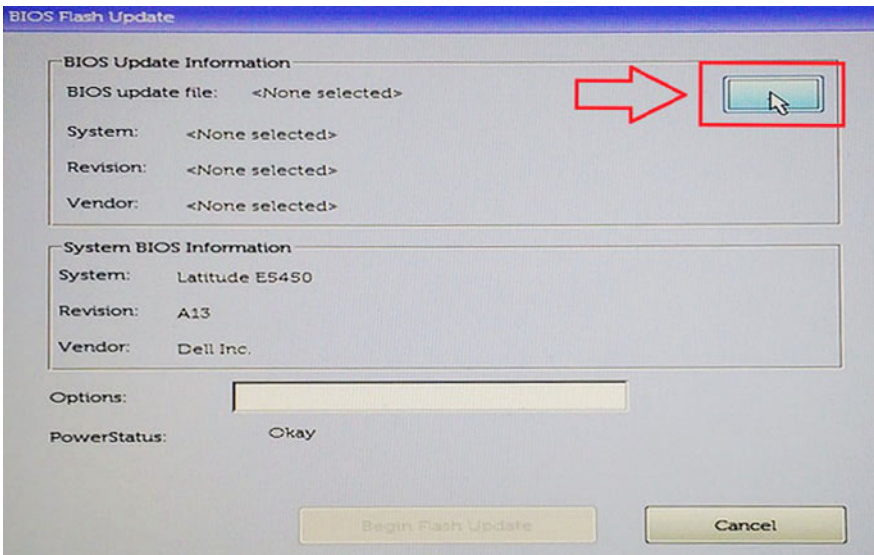 BIOS Flash Update
BIOS Update Information
BIOS update file: <None selected>
System: <None selected>
Revision: <None selected>
Vendor: <None selected>
System BIOS Information
System: Latitude E5450
Revision: A13
Vendor: Dell Inc.
Options:
PowerStatus: Okay
Begin Flash Update Cancel